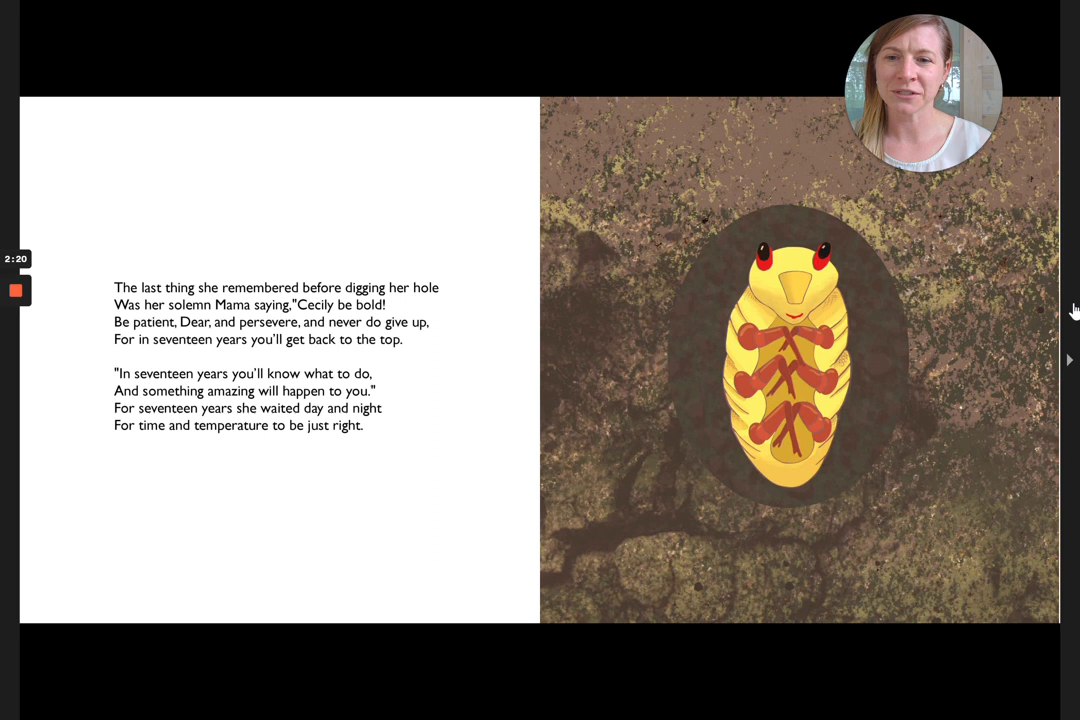 2:20
The last thing she remembered before digging her hole
Was her solemn Mama saying,"Cecily be bold!
Be patient, Dear, and persevere, and never do give up,
For in seventeen years you'll get back to the top.
"In seventeen years you'll know what to do,
And something amazing will happen to you."
For seventeen years she waited day and night
For time and temperature to be just right.